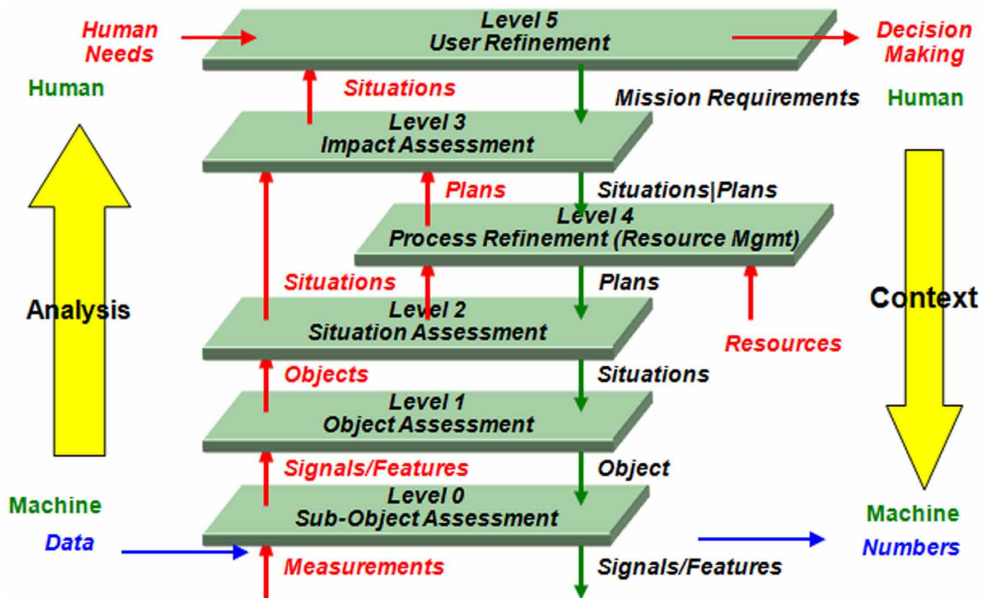 Level 5
User Refinement
Human
Needs
Decision
Making
Human
Situations
Mission Requirements
Human
Level 3
Impact Assessment
Plans
Situations|Plans
Level 4
Process Refinement (Resource Mgmt)
Situations
Plans
Analysis
Context
Level 2
Situation Assessment
Resources
Objects
Situations
Level 1
Object Assessment
Signals/Features
Object
Machine
Level 0
Sub-Object Assessment
Machine
Data
Numbers
Measurements
Signals/Features